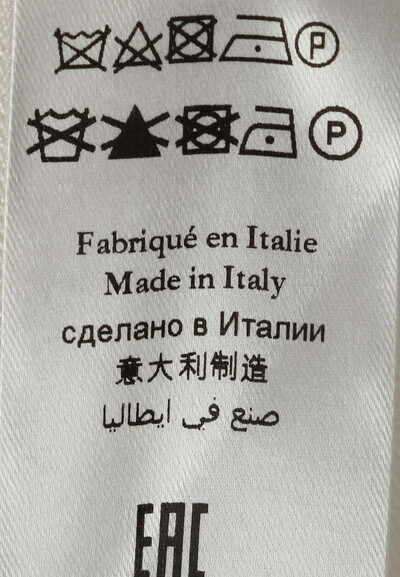 P
P
Fabriqué en Italie
Made in Italy
сделано в Италии
意大利制造
صنع في ايطاليا
EAC